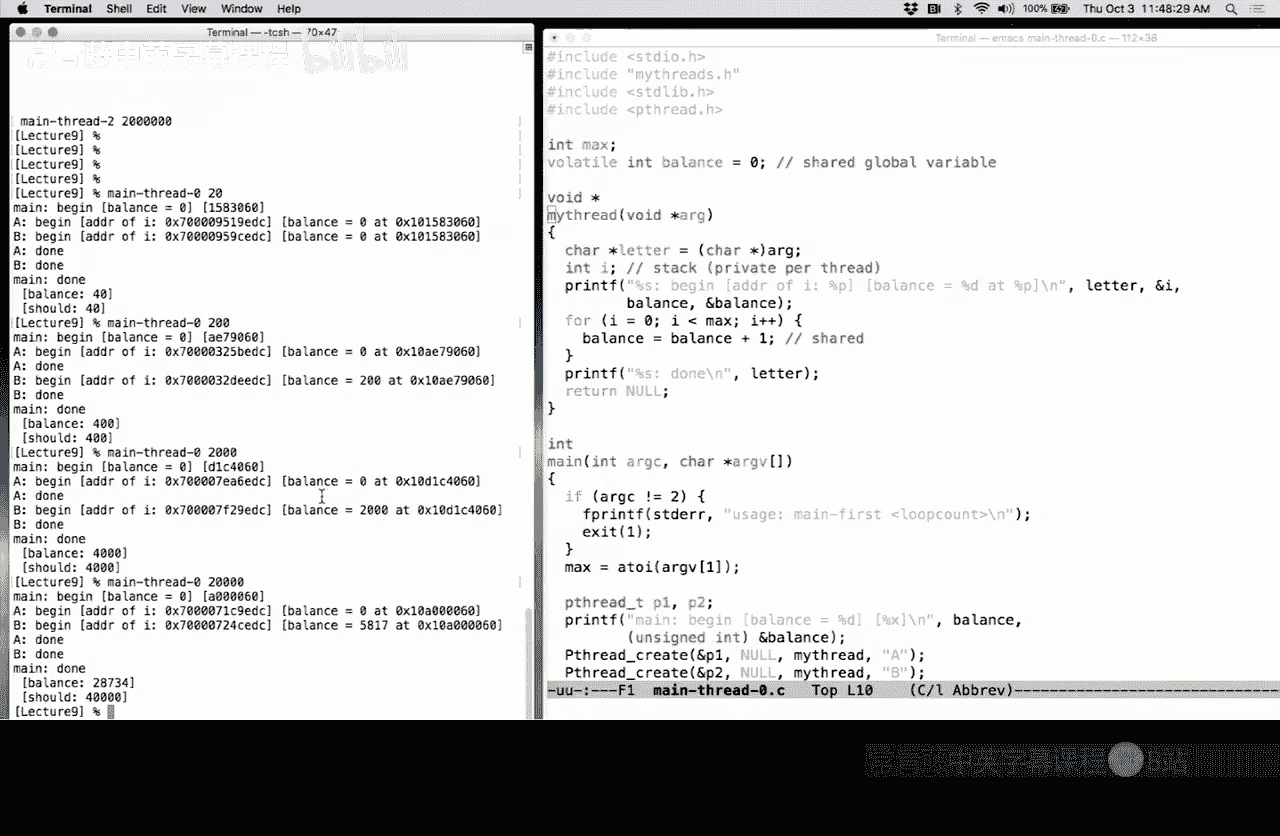 Terminal Shell Edit View Window Help
100% Thu Oct 3 11:48:29 AM
Terminal — -tcsh — 70×47
main-thread-2 2000000
[Lecture9] %
[Lecture9] %
[Lecture9] %
[Lecture9] %
[Lecture9] % main-thread-0 20
main: begin [balance = 0] [1583060]
A: begin [addr of i: 0x700009519edc] [balance = 0 at 0x101583060]
B: begin [addr of i: 0x70000959cedc] [balance = 0 at 0x101583060]
A: done
B: done
main: done
[balance: 40]
[should: 40]
[Lecture9] % main-thread-0 200
main: begin [balance = 0] [ae79060]
A: begin [addr of i: 0x70000325bedc] [balance = 0 at 0x10ae79060]
A: done
B: begin [addr of i: 0x7000032deedc] [balance = 200 at 0x10ae79060]
B: done
main: done
[balance: 400]
[should: 400]
[Lecture9] % main-thread-0 2000
main: begin [balance = 0] [d1c4060]
A: begin [addr of i: 0x700007ea6edc] [balance = 0 at 0x10d1c4060]
A: done
B: begin [addr of i: 0x700007f29edc] [balance = 2000 at 0x10d1c4060]
B: done
main: done
[balance: 4000]
[should: 4000]
[Lecture9] % main-thread-0 20000
main: begin [balance = 0] [a000060]
A: begin [addr of i: 0x7000071c9edc] [balance = 0 at 0x10a000060]
B: begin [addr of i: 0x70000724cedc] [balance = 5817 at 0x10a000060]
A: done
B: done
main: done
[balance: 28734]
[should: 40000]
[Lecture9] %
Terminal — emacs main-thread-0.c — 112×38
#include <stdio.h>
#include "mythreads.h"
#include <stdlib.h>
#include <pthread.h>
int max;
volatile int balance = 0; // shared global variable
void *
mythread(void *arg)
{
char *letter = (char *)arg;
int i; // stack (private per thread)
printf("%s: begin [addr of i: %p] [balance = %d at %p]\n", letter, &i,
balance, &balance);
for (i = 0; i < max; i++) {
balance = balance + 1; // shared
}
printf("%s: done\n", letter);
return NULL;
}
int
main(int argc, char *argv[])
{
if (argc != 2) {
fprintf(stderr, "usage: main-first <loopcount>\n");
exit(1);
}
max = atoi(argv[1]);
pthread_t p1, p2;
printf("main: begin [balance = %d] [%x]\n", balance,
(unsigned int) &balance);
Pthread_create(&p1, NULL, mythread, "A");
Pthread_create(&p2, NULL, mythread, "B");
-uu-:---F1 main-thread-0.c Top L10 (C/l Abbrev)------------------------------